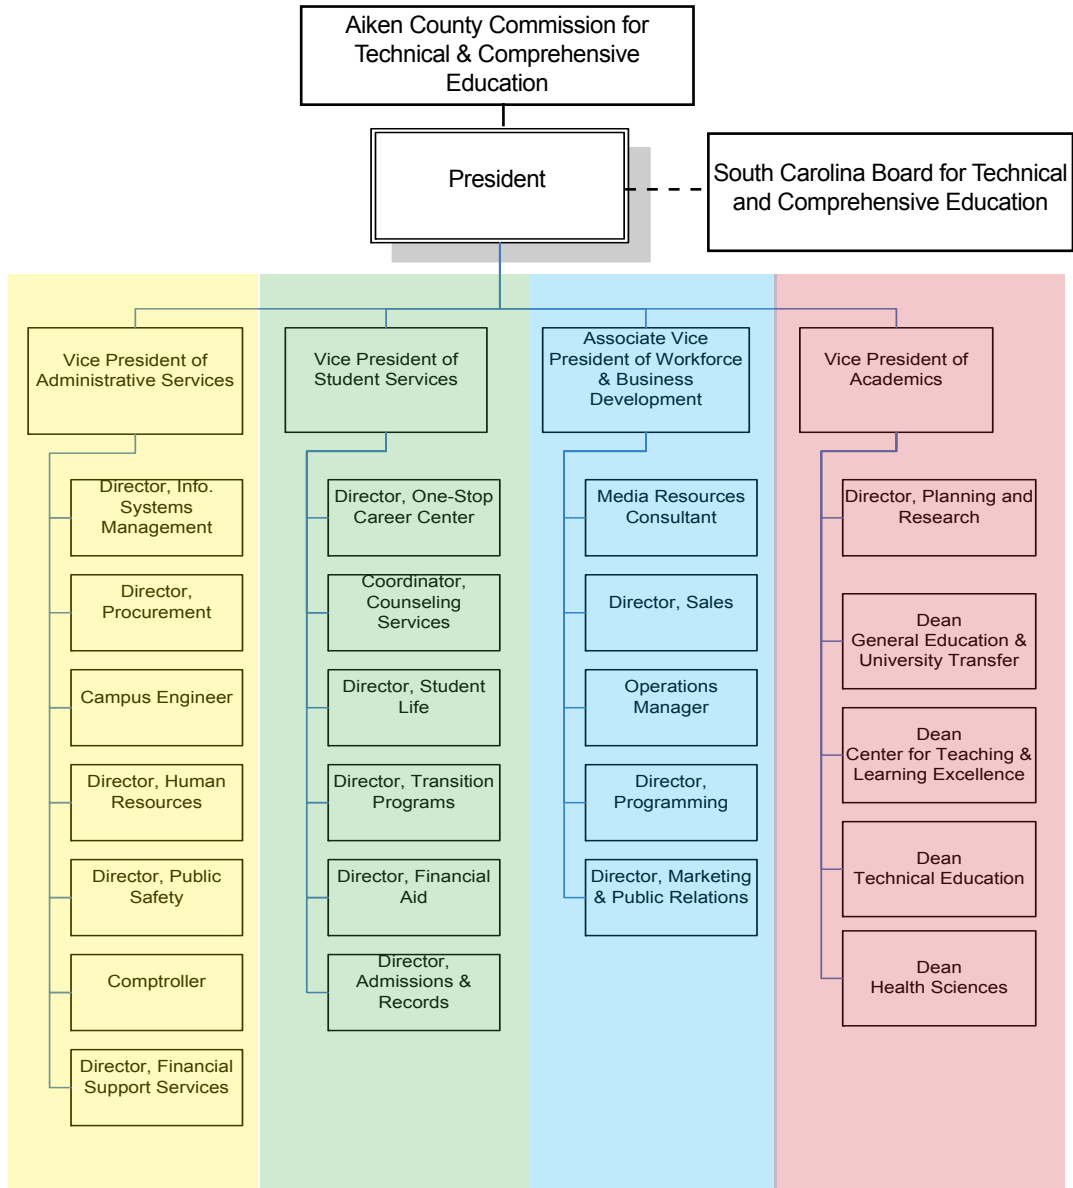 Aiken County Commission for
Technical & Comprehensive
Education
President
South Carolina Board for Technical
and Comprehensive Education
Vice President of
Administrative Services
Director, Info.
Systems
Management
Director,
Procurement
Campus Engineer
Director, Human
Resources
Director, Public
Safety
Comptroller
Director, Financial
Support Services
Vice President of
Student Services
Director, One-Stop
Career Center
Coordinator,
Counseling
Services
Director, Student
Life
Director, Transition
Programs
Director, Financial
Aid
Director,
Admissions &
Records
Associate Vice
President of Workforce
& Business
Development
Media Resources
Consultant
Director, Sales
Operations
Manager
Director,
Programming
Director, Marketing
& Public Relations
Vice President of
Academics
Director, Planning and
Research
Dean
General Education &
University Transfer
Dean
Center for Teaching &
Learning Excellence
Dean
Technical Education
Dean
Health Sciences